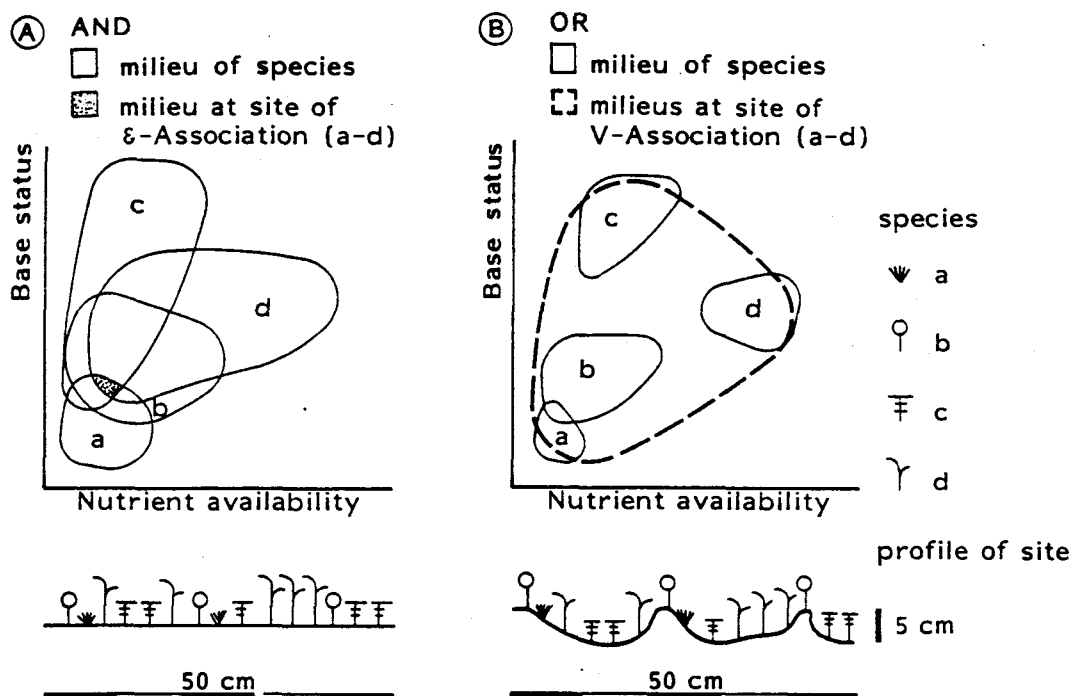 A AND
milieu of species
milieu at site of
ε-Association (a-d)
Base status
c
d
b
a
Nutrient availability
50 cm
B OR
milieu of species
milieus at site of
V-Association (a-d)
Base status
c
d
b
a
Nutrient availability
50 cm
species
a
b
c
d
profile of site
5 cm